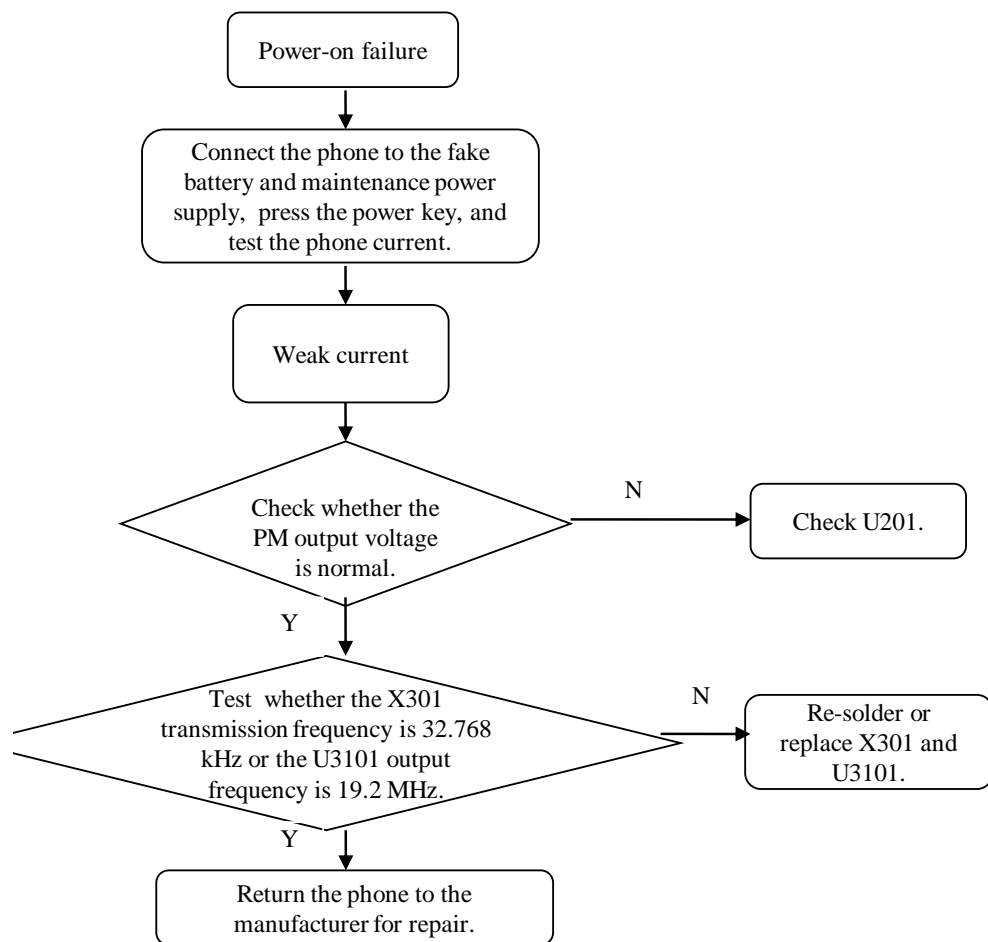 Power-on failure
Connect the phone to the fake
battery and maintenance power
supply,  press the power key, and
test the phone current.
Weak current
Check whether the
PM output voltage
is normal.
N
Check U201.
Y
Test  whether the X301
transmission frequency is 32.768
kHz or the U3101 output
frequency is 19.2 MHz.
N
Re-solder or
replace X301 and
U3101.
Y
Return the phone to the
manufacturer for repair.